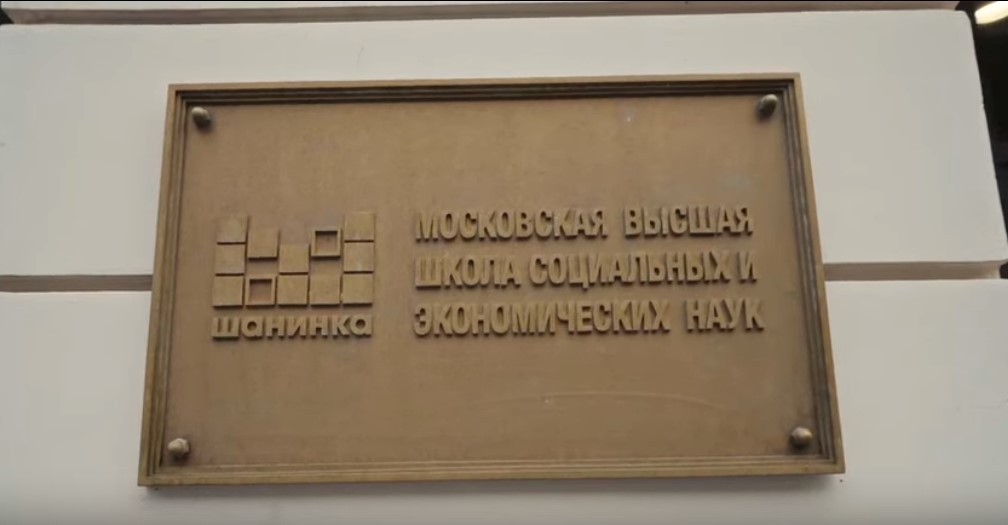 шанинка
МОСКОВСКАЯ ВЫСШАЯ
ШКОЛА СОЦИАЛЬНЫХ И
ЭКОНОМИЧЕСКИХ НАУК